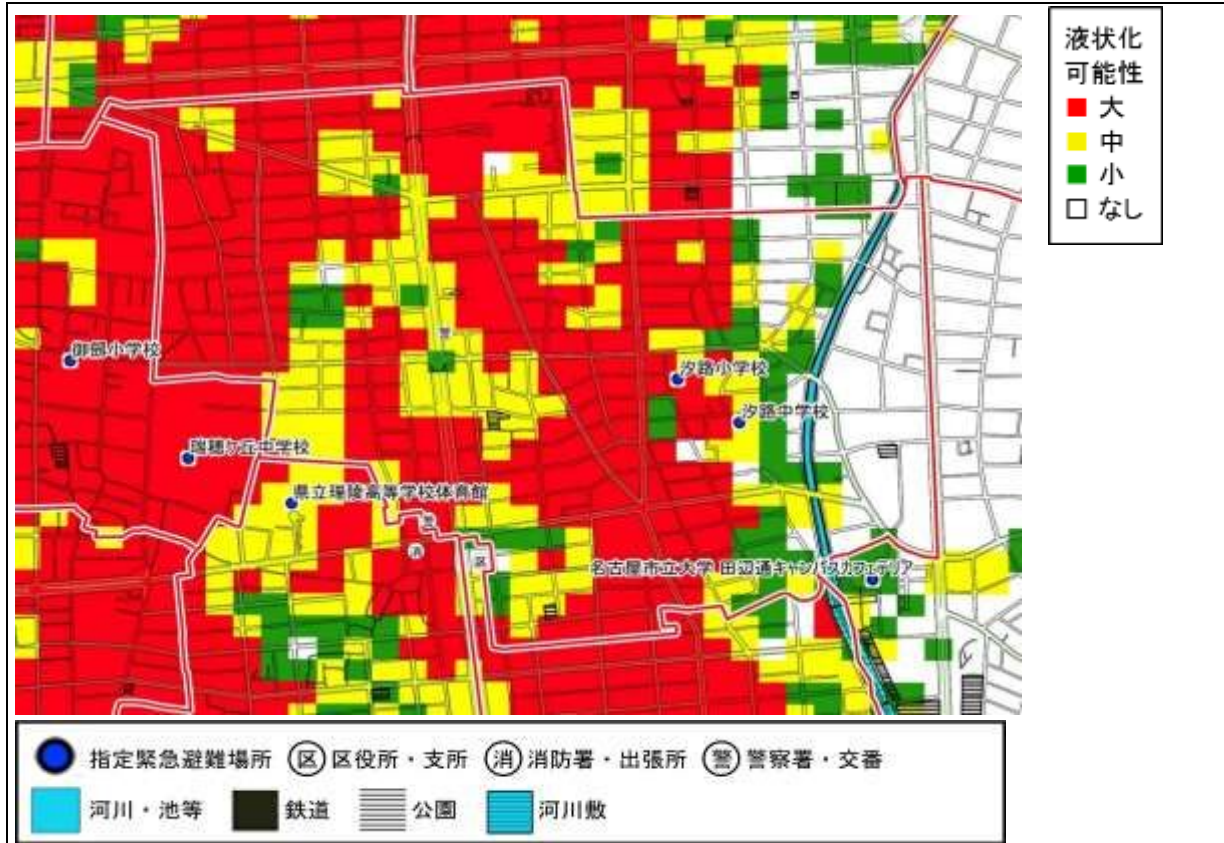 液状化
可能性
大
中
小
なし
警
御劔小学校
汐路小学校
汐路中学校
瑞穂ケ丘中学校
県立瑞陵高等学校体育館
警
消
区
名古屋市立大学 田辺通キャンパスカフェテリア
指定緊急避難場所 区 区役所・支所 消 消防署・出張所 警 警察署・交番
河川・池等 鉄道 公園 河川敷